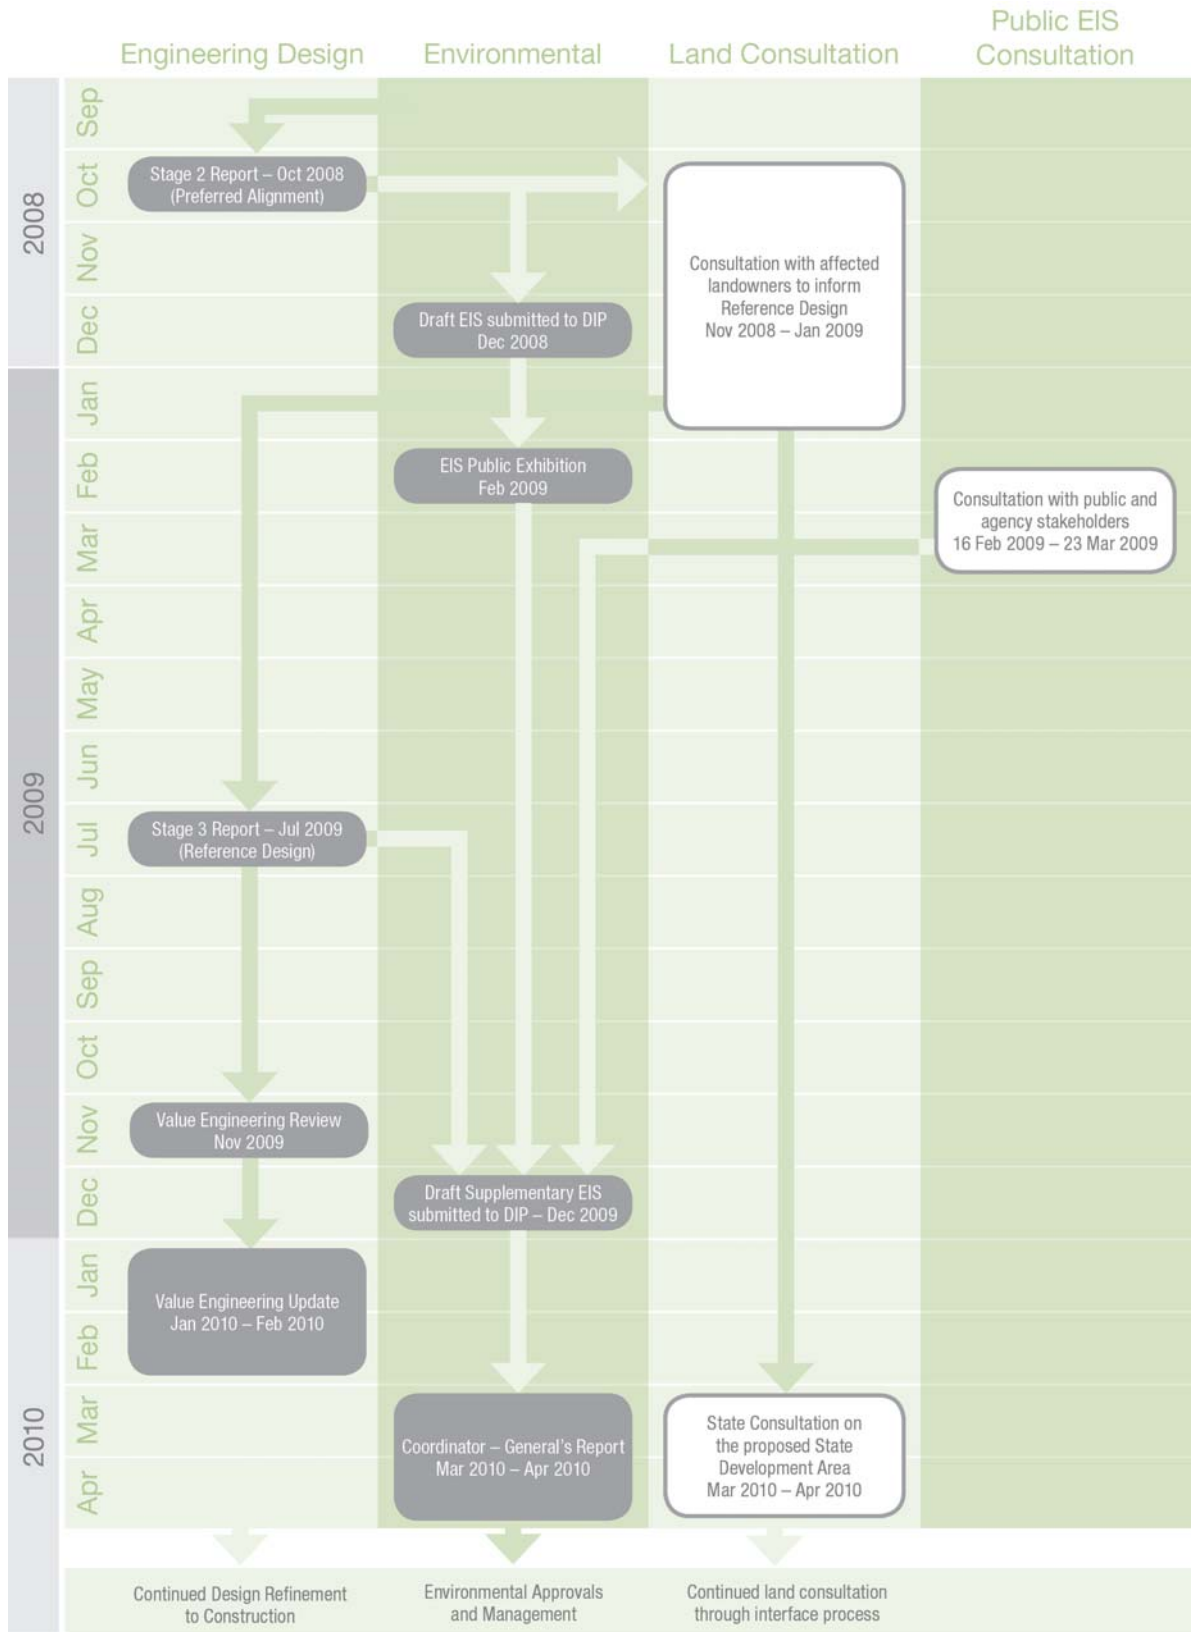 Engineering Design
Environmental
Land Consultation
Public EIS
Consultation
2008
Sep
Oct
Stage 2 Report – Oct 2008
(Preferred Alignment)
Nov
Consultation with affected
landowners to inform
Reference Design
Nov 2008 – Jan 2009
Dec
Draft EIS submitted to DIP
Dec 2008
2009
Jan
Feb
EIS Public Exhibition
Feb 2009
Consultation with public and
agency stakeholders
16 Feb 2009 – 23 Mar 2009
Mar
Apr
May
Jun
Jul
Stage 3 Report – Jul 2009
(Reference Design)
Aug
Sep
Oct
Nov
Value Engineering Review
Nov 2009
Dec
Draft Supplementary EIS
submitted to DIP – Dec 2009
2010
Jan
Feb
Value Engineering Update
Jan 2010 – Feb 2010
Mar
Apr
Coordinator – General's Report
Mar 2010 – Apr 2010
State Consultation on
the proposed State
Development Area
Mar 2010 – Apr 2010
Continued Design Refinement
to Construction
Environmental Approvals
and Management
Continued land consultation
through interface process